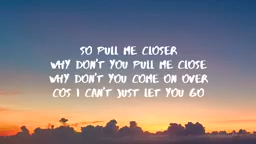 SO PULL ME CLOSER
WHY DON'T YOU PULL ME CLOSE
WHY DON'T YOU COME ON OVER
COS I CAN'T JUST LET YOU GO